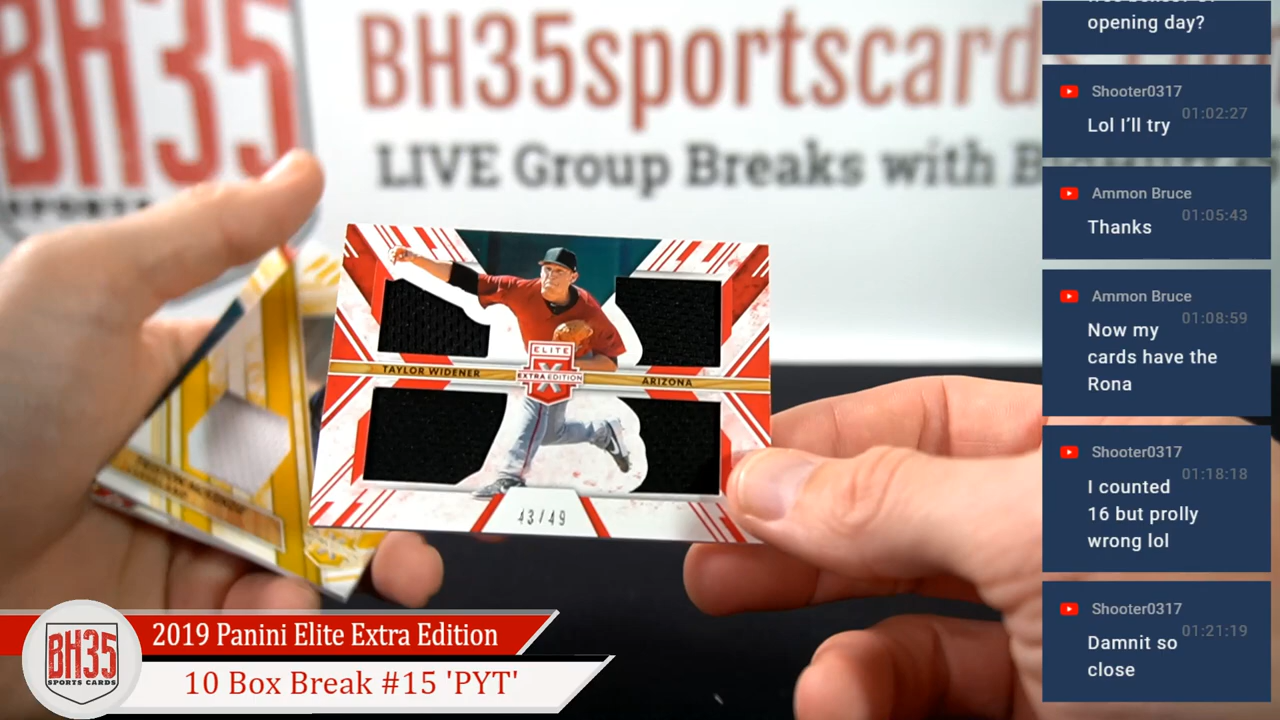 BH35
SPORTS
BH35sportscards
LIVE Group Breaks with
opening day?
Shooter0317
01:02:27
Lol I'll try
Ammon Bruce
01:05:43
Thanks
Ammon Bruce
01:08:59
Now my
cards have the
Rona
Shooter0317
01:18:18
I counted
16 but prolly
wrong lol
Shooter0317
01:21:19
Damnit so
close
ELITE
EXTRA EDITION
X
TAYLOR WIDENER
ARIZONA
43/49
BH35
SPORTS CARDS
2019 Panini Elite Extra Edition
10 Box Break #15 'PYT'